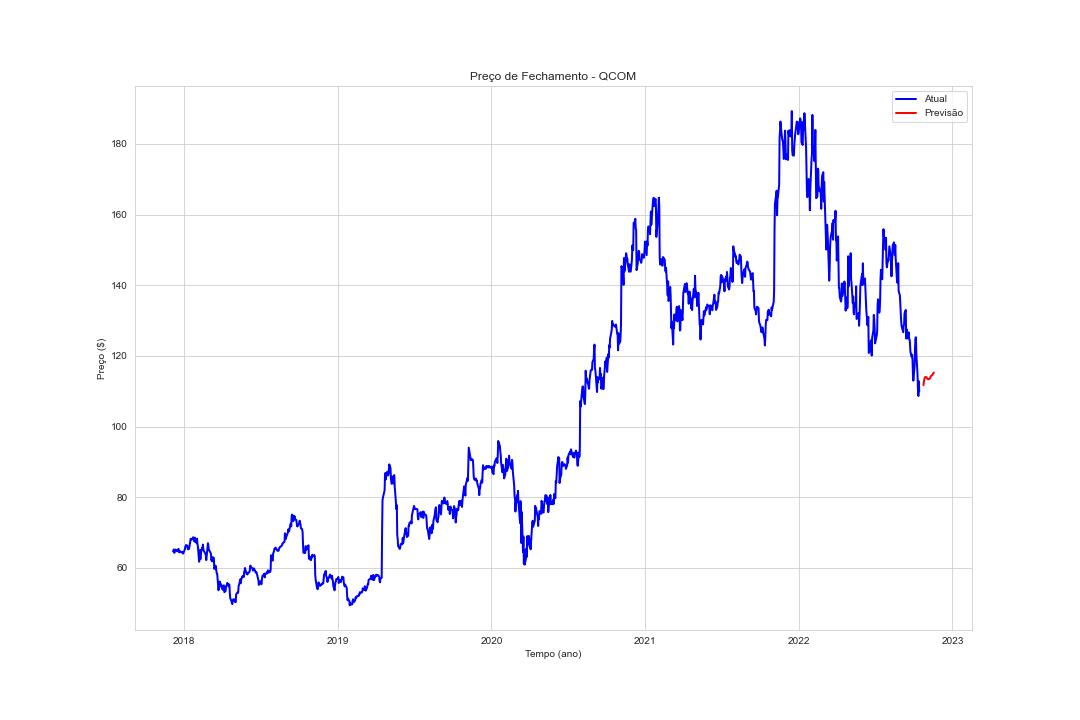 Preço de Fechamento - QCOM
Atual
Previsão
180
160
140
120
100
80
60
Preço ($)
2018 2019 2020 2021 2022 2023
Tempo (ano)